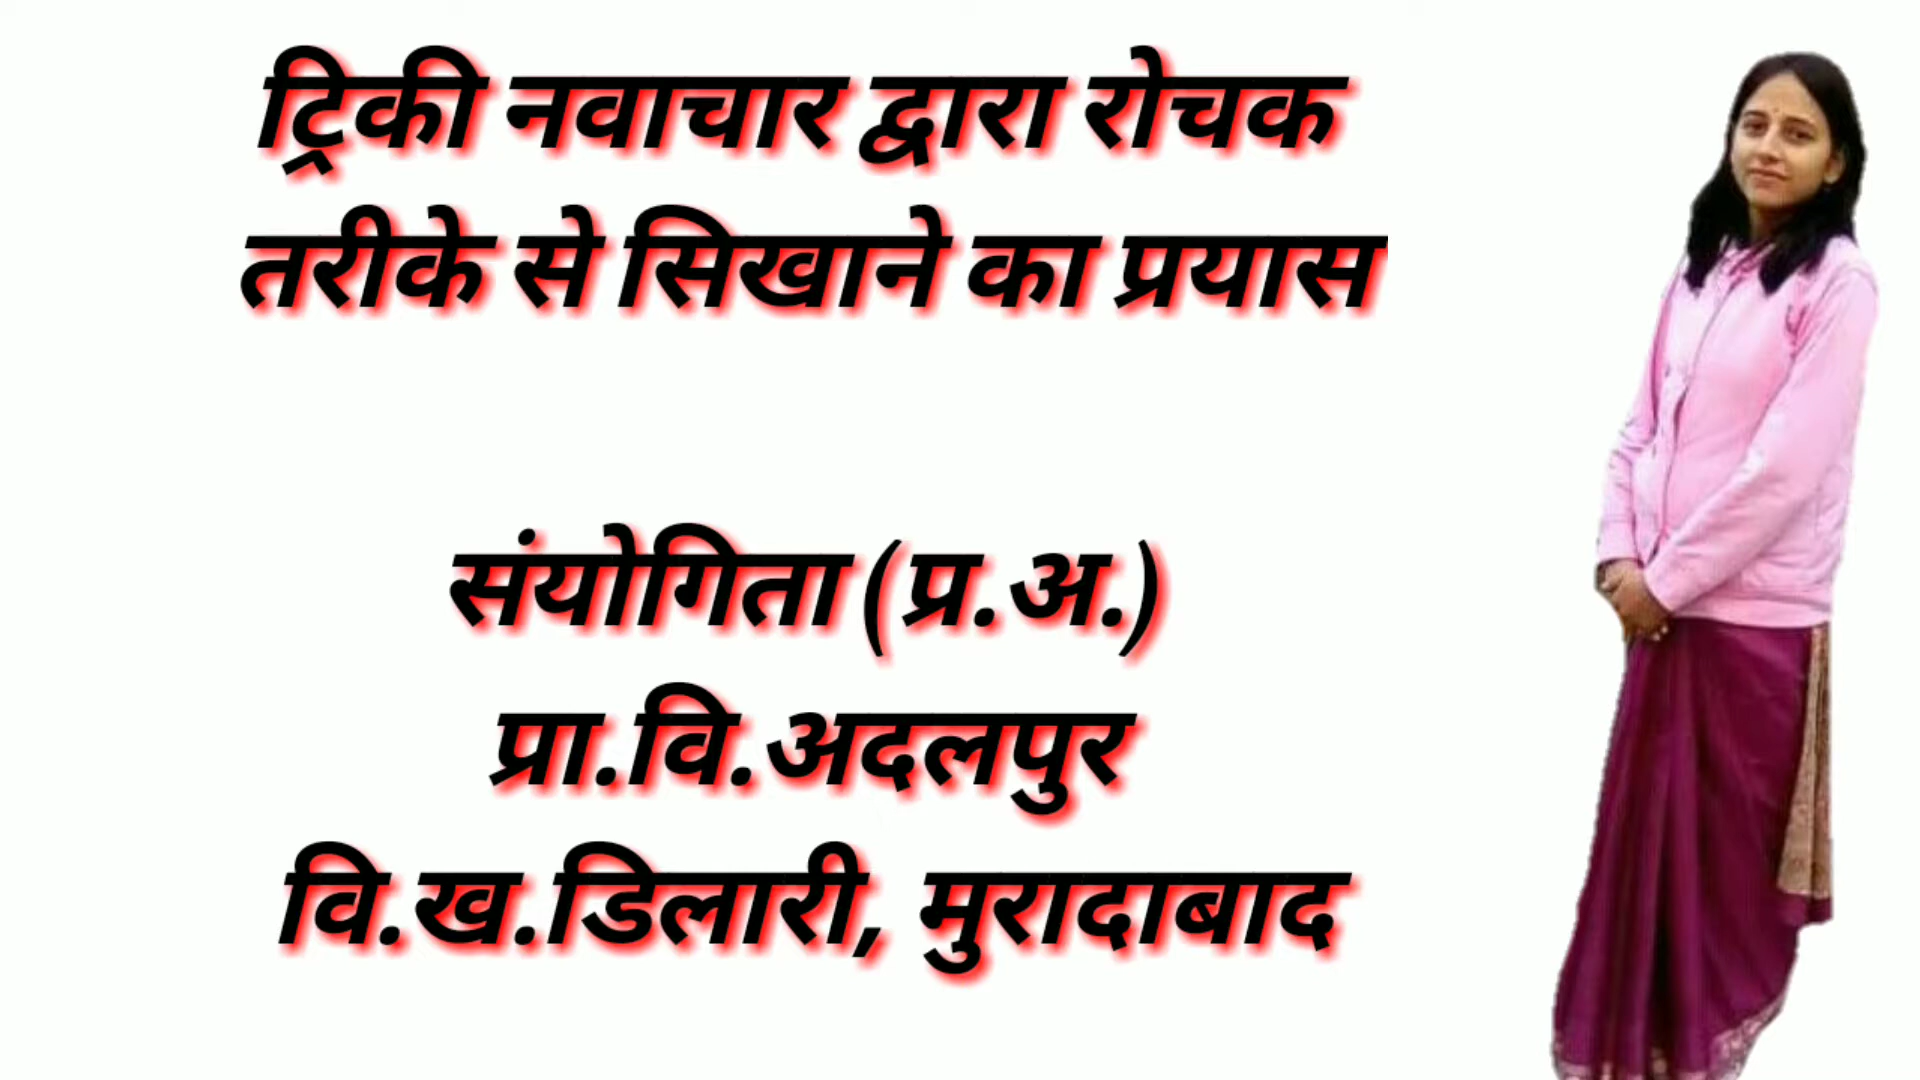 ट्रिकी नवाचार द्वारा रोचक
तरीके से सिखाने का प्रयास
संयोगिता (प्र.अ.)
प्रा.वि.अदलपुर
वि.ख.डिलारी, मुरादाबाद